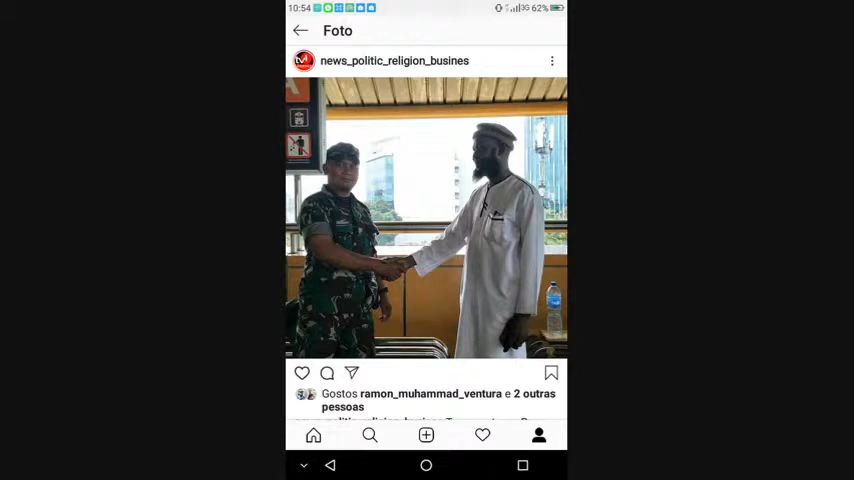 10:54
3G 62%
Foto
news_politic_religion_busines
A
Gostos ramon_muhammad_ventura e 2 outras
pessoas